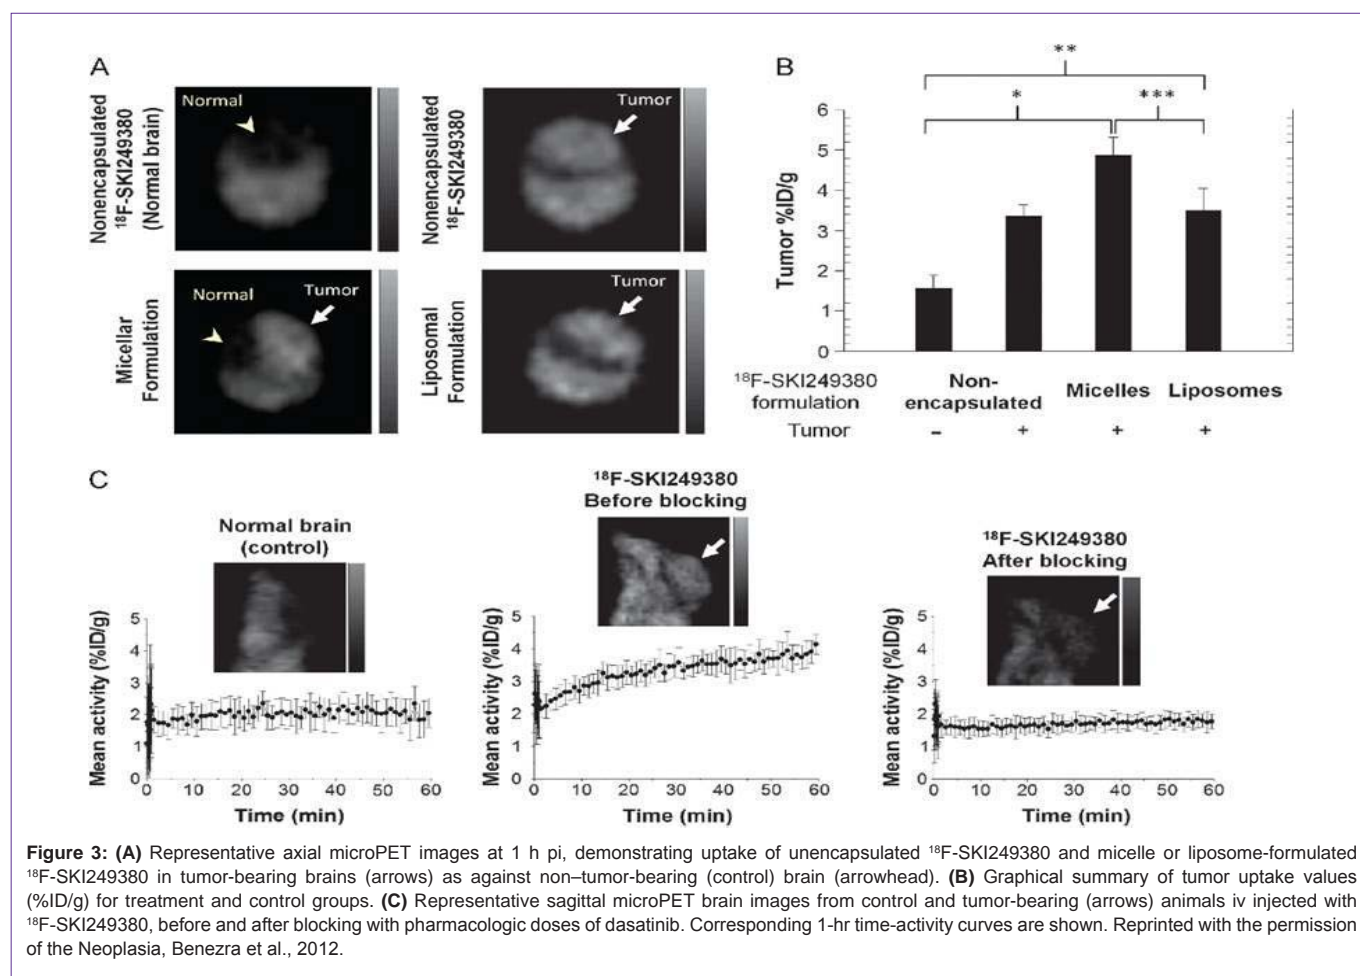 A
Nonencapsulated
¹⁸F-SKI249380
(Normal brain)
Normal
Nonencapsulated
¹⁸F-SKI249380
Tumor
Micellar
Formulation
Normal
Tumor
Liposomal
Formulation
Tumor
B
**
*
***
Tumor %ID/g
6
5
4
3
2
1
0
¹⁸F-SKI249380
formulation
Non-
encapsulated
Micelles
Liposomes
Tumor
–
+
+
+
C
Normal brain
(control)
Mean activity (%ID/g)
5
4
3
2
1
0
0 10 20 30 40 50 60
Time (min)
¹⁸F-SKI249380
Before blocking
Mean activity (%ID/g)
5
4
3
2
1
0
0 10 20 30 40 50 60
Time (min)
¹⁸F-SKI249380
After blocking
Mean activity (%ID/g)
5
4
3
2
1
0
0 10 20 30 40 50 60
Time (min)
Figure 3: (A) Representative axial microPET images at 1 h pi, demonstrating uptake of unencapsulated ¹⁸F-SKI249380 and micelle or liposome-formulated
¹⁸F-SKI249380 in tumor-bearing brains (arrows) as against non–tumor-bearing (control) brain (arrowhead). (B) Graphical summary of tumor uptake values
(%ID/g) for treatment and control groups. (C) Representative sagittal microPET brain images from control and tumor-bearing (arrows) animals iv injected with
¹⁸F-SKI249380, before and after blocking with pharmacologic doses of dasatinib. Corresponding 1-hr time-activity curves are shown. Reprinted with the permission
of the Neoplasia, Benezra et al., 2012.